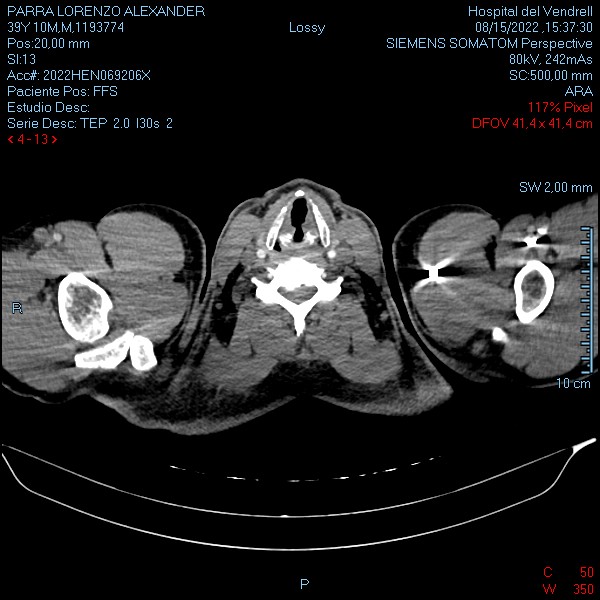 PARRA LORENZO ALEXANDER
39Y 10M,M,1193774
Pos:20,00 mm
SI:13
Acc#: 2022HEN069206X
Paciente Pos: FFS
Estudio Desc:
Serie Desc: TEP 2.0 I30s 2
< 4 - 13 >
Lossy
Hospital del Vendrell
08/15/2022 ,15:37:30
SIEMENS SOMATOM Perspective
80kV, 242mAs
SC:500,00 mm
ARA
117% Pixel
DFOV 41,4 x 41,4 cm
SW 2,00 mm
R
10 cm
P
C 50
W 350